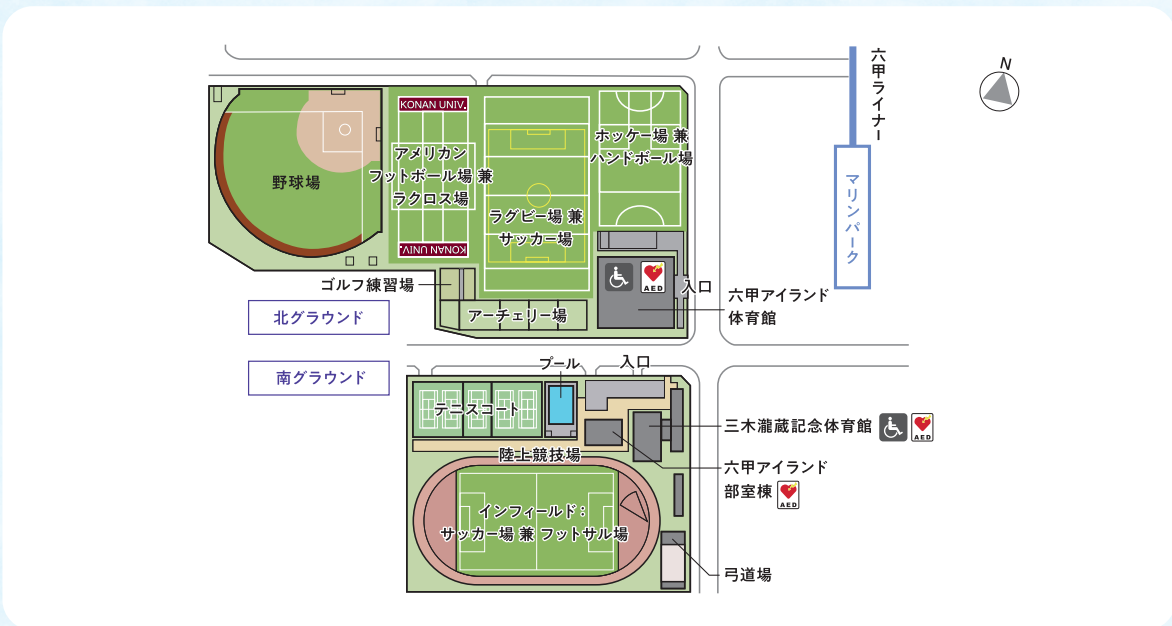 六甲ライナー
N
マリンパーク
KONAN UNIV.
野球場
アメリカン
フットボール場 兼
ラクロス場
KONAN UNIV.
ラグビー場 兼
サッカー場
ホッケー場 兼
ハンドボール場
AED
入口
六甲アイランド
体育館
ゴルフ練習場
アーチェリー場
北グラウンド
南グラウンド
プール
入口
テニスコート
三木瀧蔵記念体育館
AED
陸上競技場
六甲アイランド
部室棟
AED
インフィールド：
サッカー場 兼 フットサル場
弓道場